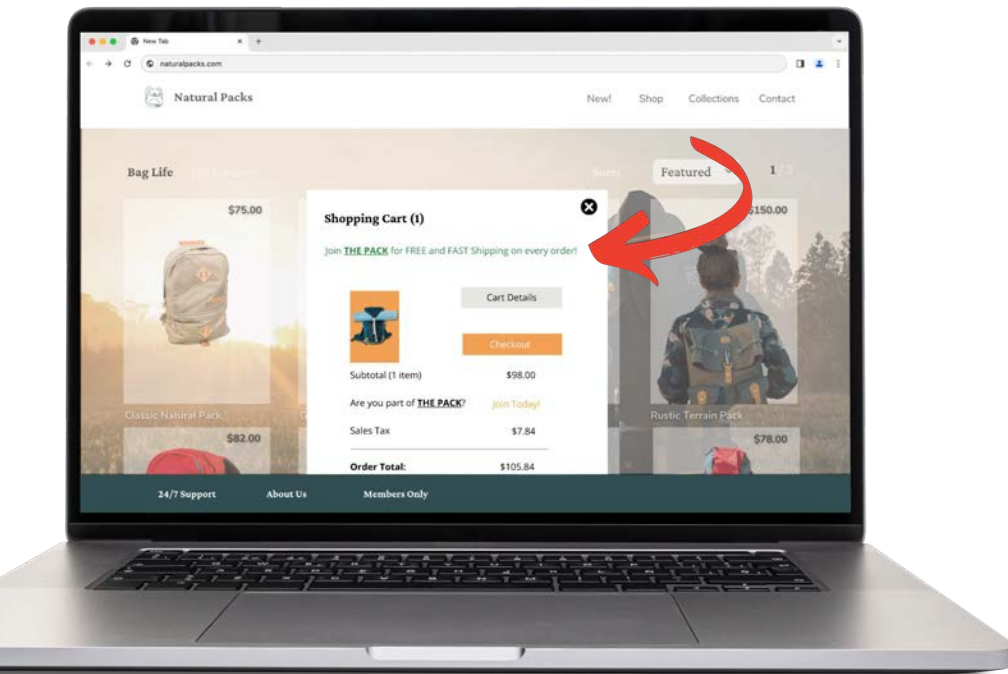 New Tab
naturalpacks.com
Natural Packs
New! Shop Collections Contact
Bag Life
Sort: Featured 1 / 3
$75.00
$150.00
Shopping Cart (1)
Join THE PACK for FREE and FAST Shipping on every order!
Cart Details
Checkout
Subtotal (1 item) $98.00
Are you part of THE PACK? Join Today!
Sales Tax $7.84
Order Total: $105.84
Classic Natural Pack
Rustic Terrain Pack
$82.00
$78.00
24/7 Support About Us Members Only